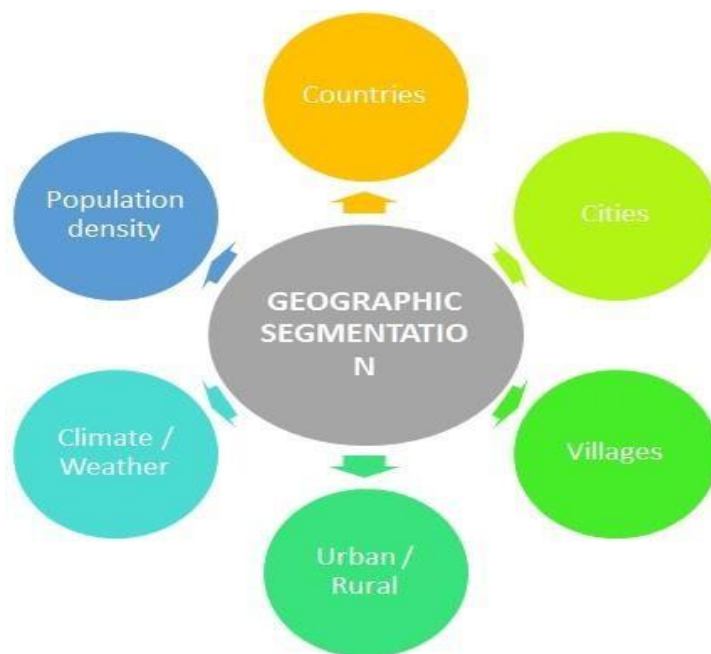 Countries
Population
density
Cities
GEOGRAPHIC
SEGMENTATIO
N
Climate /
Weather
Villages
Urban /
Rural